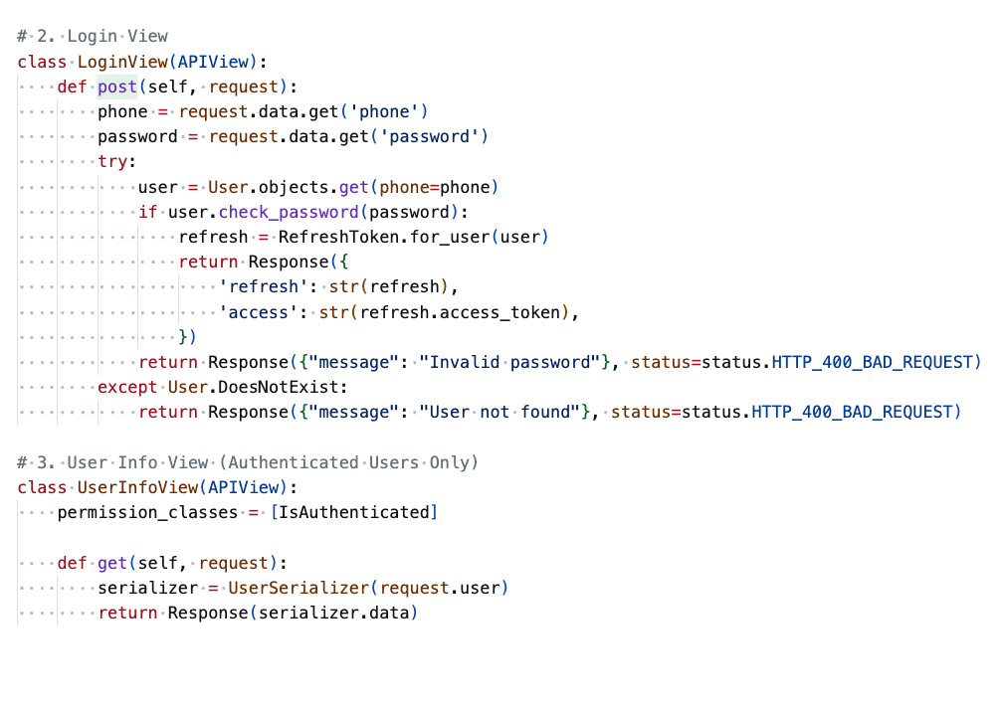 # 2. Login View
class LoginView(APIView):
    def post(self, request):
        phone = request.data.get('phone')
        password = request.data.get('password')
        try:
            user = User.objects.get(phone=phone)
            if user.check_password(password):
                refresh = RefreshToken.for_user(user)
                return Response({
                    'refresh': str(refresh),
                    'access': str(refresh.access_token),
                })
            return Response({"message": "Invalid password"}, status=status.HTTP_400_BAD_REQUEST)
        except User.DoesNotExist:
            return Response({"message": "User not found"}, status=status.HTTP_400_BAD_REQUEST)

# 3. User Info View (Authenticated Users Only)
class UserInfoView(APIView):
    permission_classes = [IsAuthenticated]

    def get(self, request):
        serializer = UserSerializer(request.user)
        return Response(serializer.data)